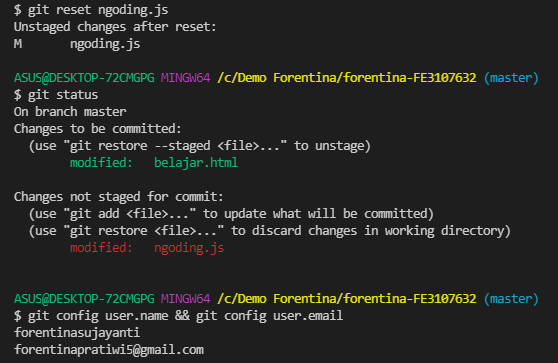 $ git reset ngoding.js
Unstaged changes after reset:
M       ngoding.js
ASUS@DESKTOP-72CMGPG MINGW64 /c/Demo Forentina/forentina-FE3107632 (master)
$ git status
On branch master
Changes to be committed:
  (use "git restore --staged <file>..." to unstage)
        modified:   belajar.html
Changes not staged for commit:
  (use "git add <file>..." to update what will be committed)
  (use "git restore <file>..." to discard changes in working directory)
        modified:   ngoding.js
ASUS@DESKTOP-72CMGPG MINGW64 /c/Demo Forentina/forentina-FE3107632 (master)
$ git config user.name && git config user.email
forentinasujayanti
forentinapratiwi5@gmail.com